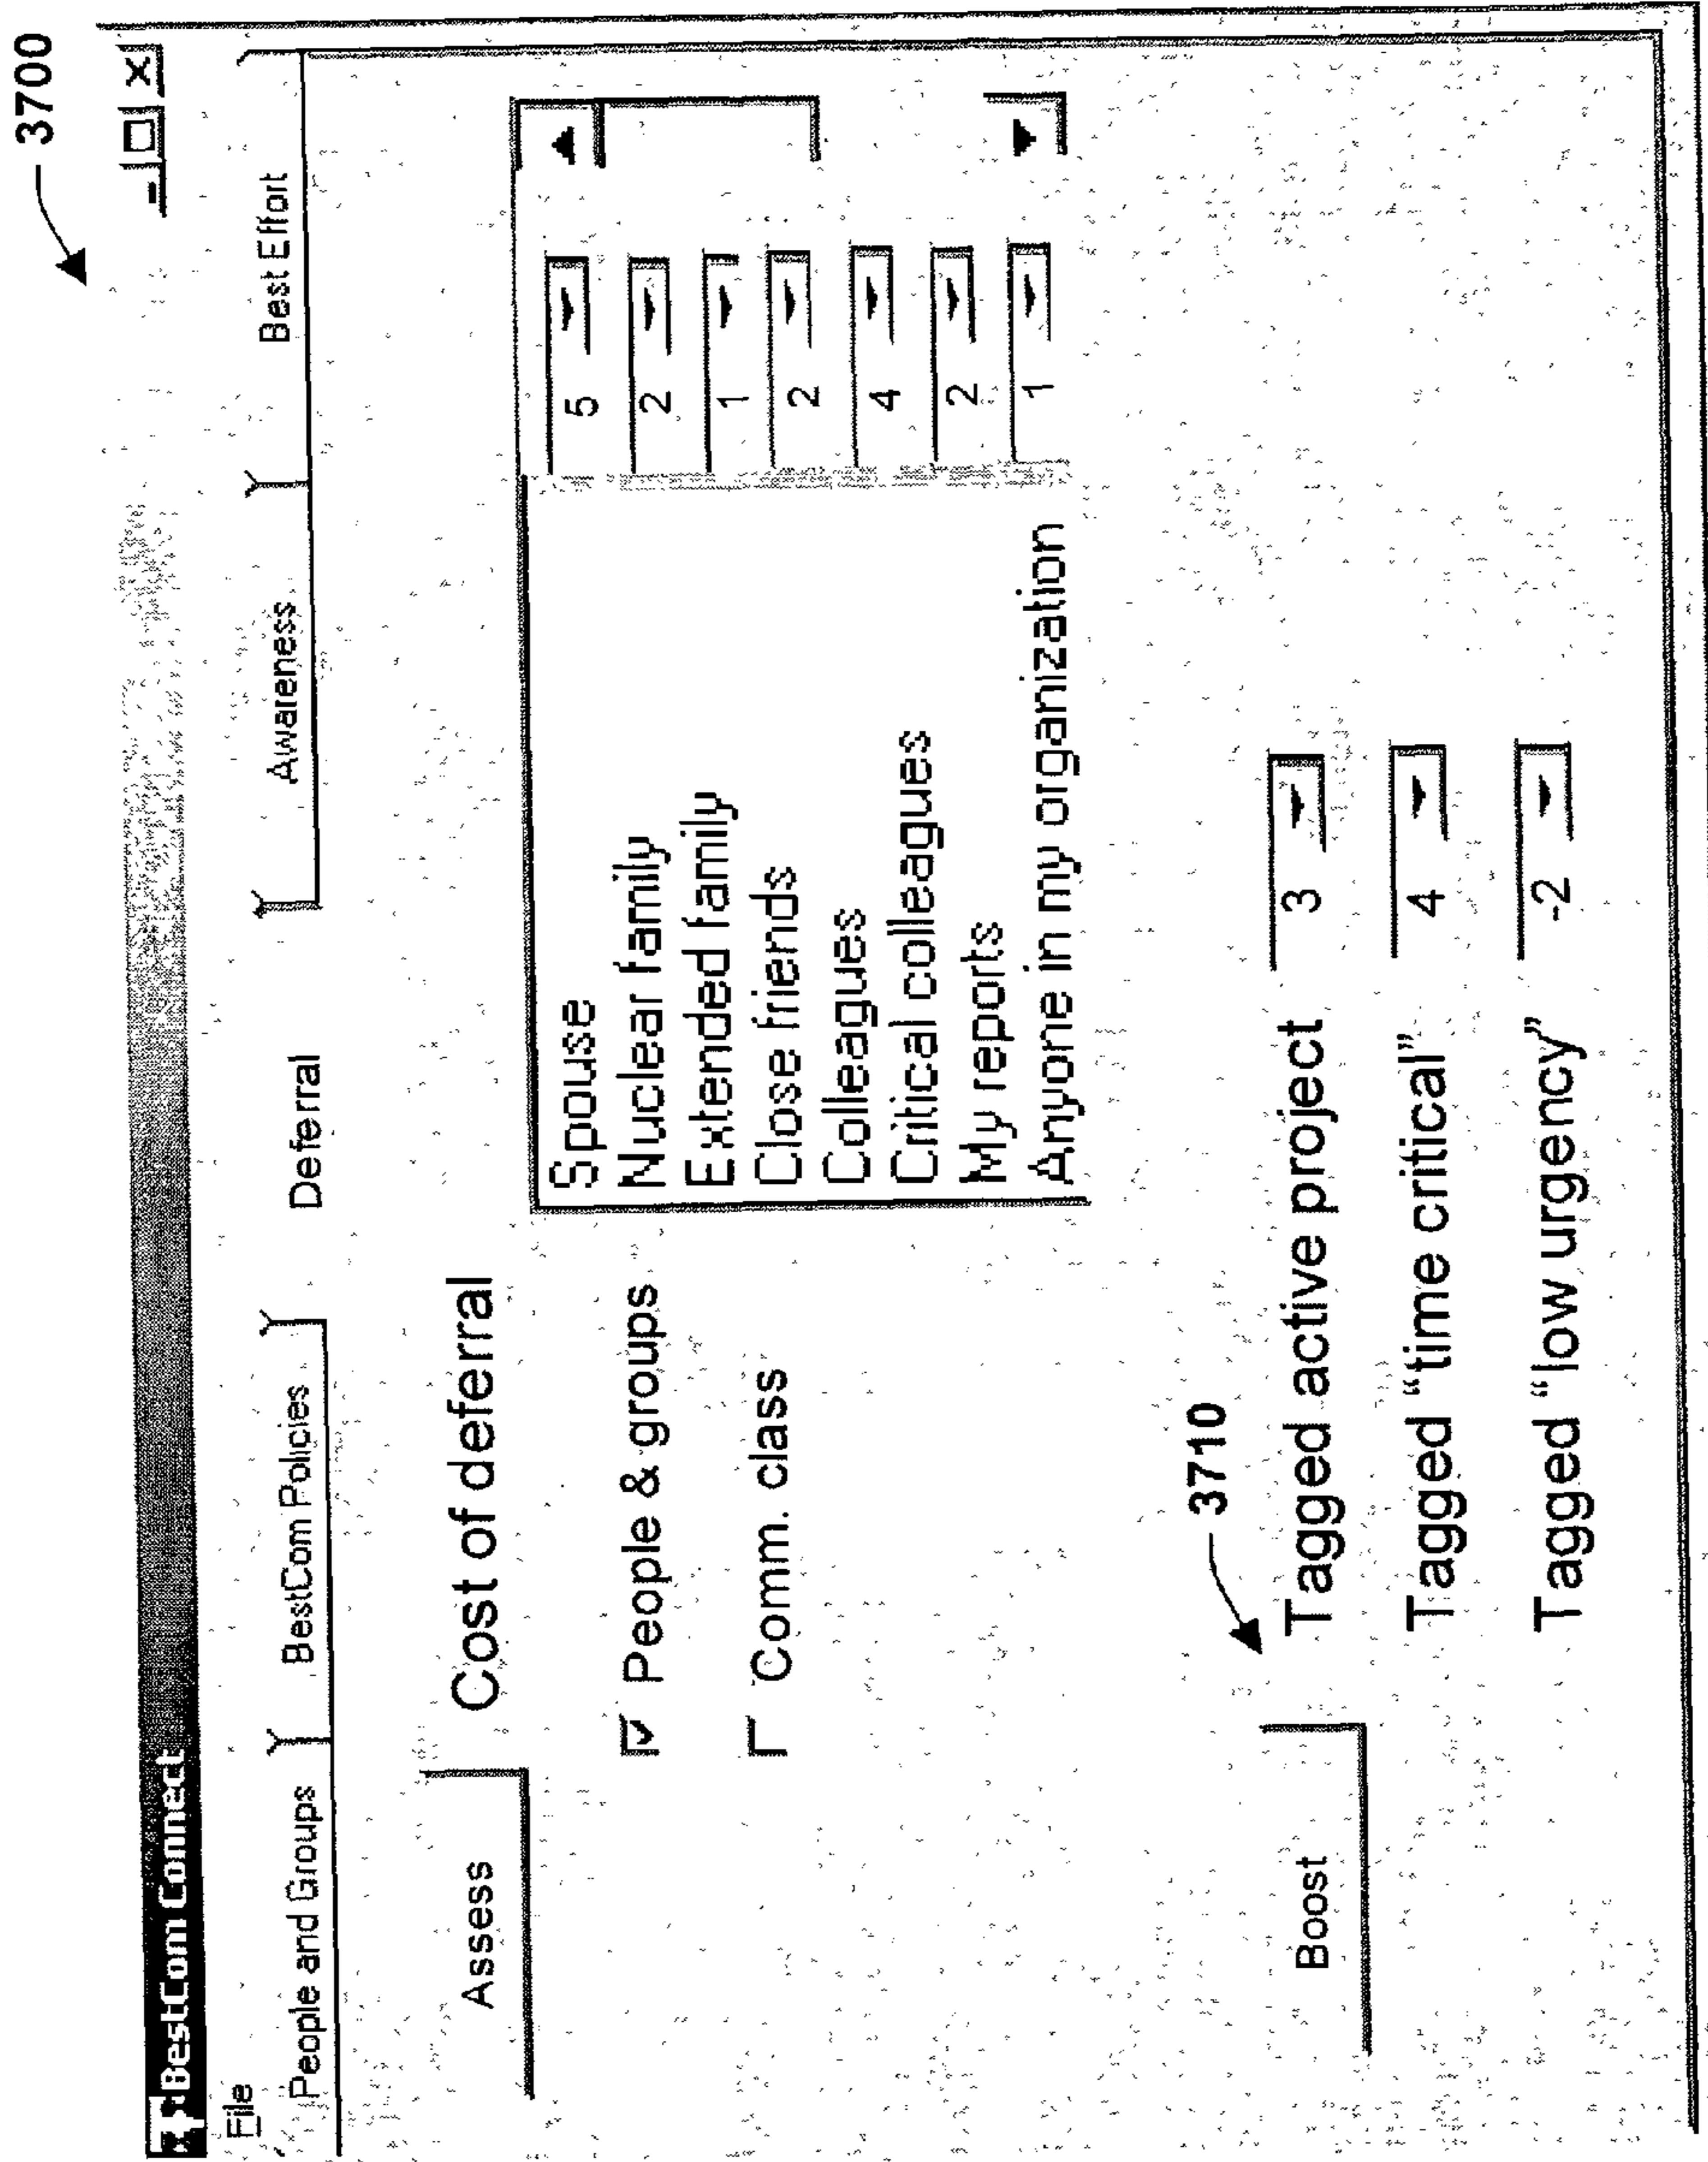 3700
BestCom Connect
File
People and Groups
BestCom Policies
Deferral
Awareness
Best Effort
Assess
Cost of deferral
People & groups
Comm. class
Spouse
Nuclear family
Extended family
Close friends
Colleagues
Critical colleagues
My reports
Anyone in my organization
5
2
1
2
4
2
1
3710
Boost
Tagged active project 3
Tagged “time critical” 4
Tagged “low urgency” -2